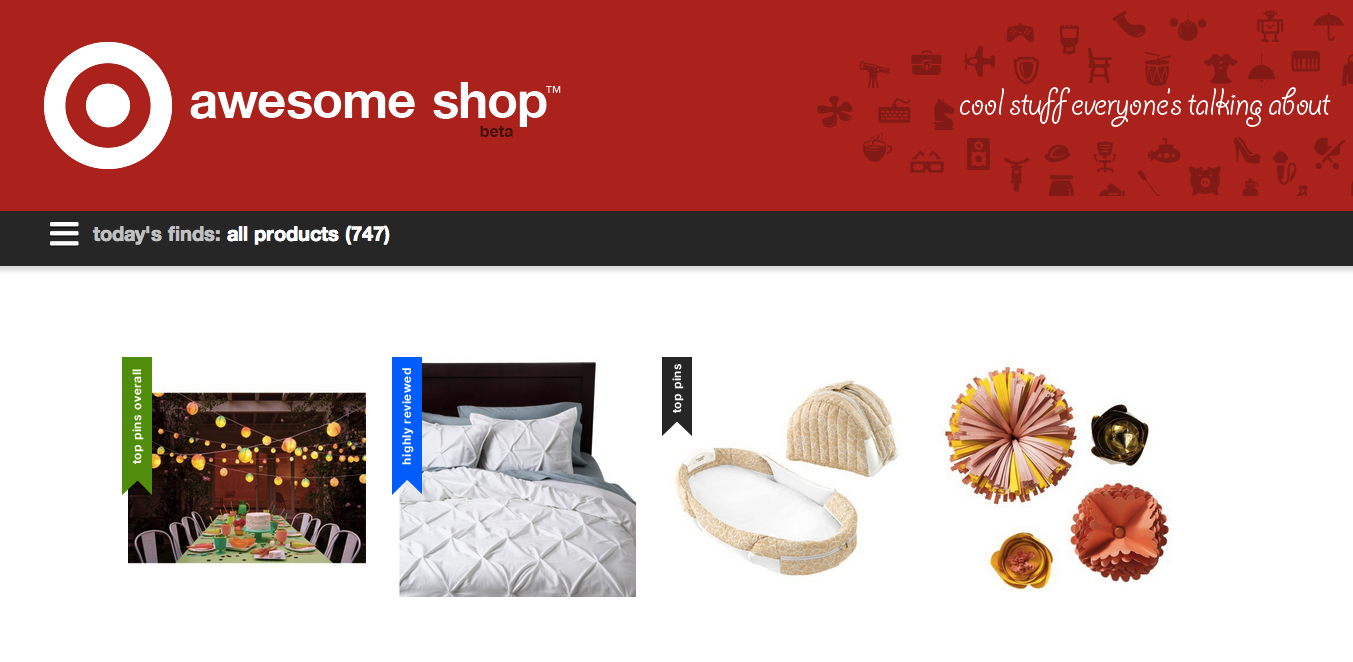 awesome shop™
beta
cool stuff everyone's talking about
today's finds: all products (747)
top pins overall
highly reviewed
top pins